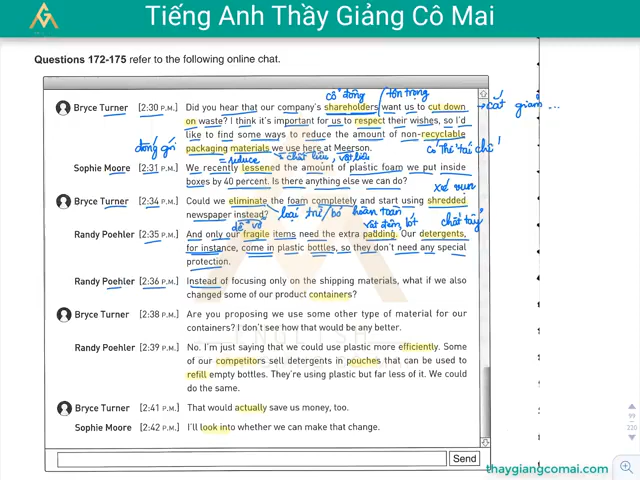 Tiếng Anh Thầy Giảng Cô Mai
Questions 172-175 refer to the following online chat.
cổ đông tôn trọng
Bryce Turner [2:30 P.M.] Did you hear that our company's shareholders want us to cut down → cắt giảm ...
on waste? I think it's important for us to respect their wishes, so I'd
like to find some ways to reduce the amount of non-recyclable
đóng gói packaging materials we use here at Meerson. có thể tái chế
= reduce chất liệu, vật liệu
Sophie Moore [2:31 P.M.] We recently lessened the amount of plastic foam we put inside
boxes by 40 percent. Is there anything else we can do?
xé vụn
Bryce Turner [2:34 P.M.] Could we eliminate the foam completely and start using shredded
newspaper instead? loại trừ/bỏ hoàn toàn
dễ vỡ vật đệm, lót
Randy Poehler [2:35 P.M.] And only our fragile items need the extra padding. Our detergents, chất tẩy
for instance, come in plastic bottles, so they don't need any special
protection.
Randy Poehler [2:36 P.M.] Instead of focusing only on the shipping materials, what if we also
changed some of our product containers?
Bryce Turner [2:38 P.M.] Are you proposing we use some other type of material for our
containers? I don't see how that would be any better.
ENGLISH
Randy Poehler [2:39 P.M.] No. I'm just saying that we could use plastic more efficiently. Some
of our competitors sell detergents in pouches that can be used to
refill empty bottles. They're using plastic but far less of it. We could
do the same.
Bryce Turner [2:41 P.M.] That would actually save us money, too.
Sophie Moore [2:42 P.M.] I'll look into whether we can make that change.
Send
99
220
thaygiangcomai.com